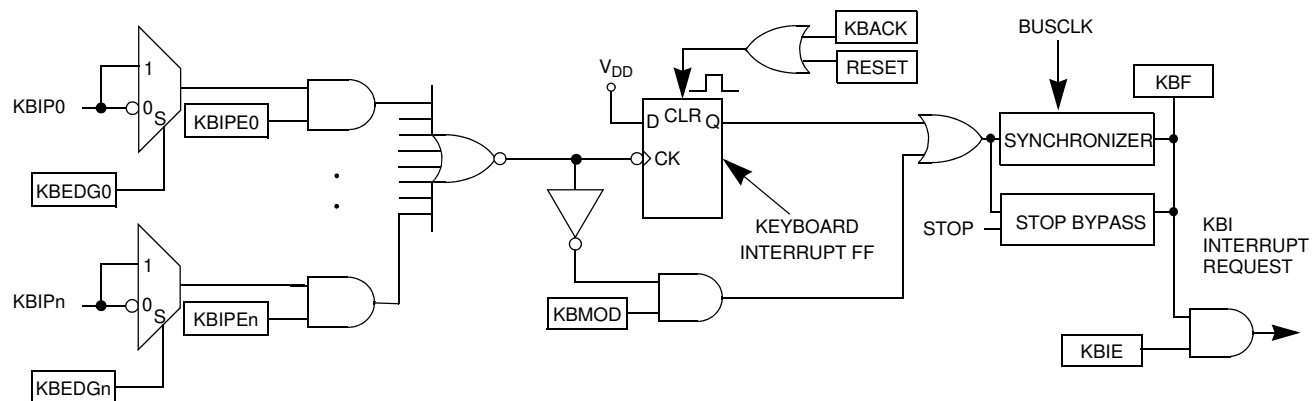 KBIP0
1
0
S
KBEDG0
KBIPE0
KBIPn
1
0
S
KBEDGn
KBIPEn
VDD
D
CLR
Q
CK
KEYBOARD
INTERRUPT FF
KBACK
RESET
KBMOD
BUSCLK
SYNCHRONIZER
STOP BYPASS
STOP
KBF
KBI
INTERRUPT
REQUEST
KBIE